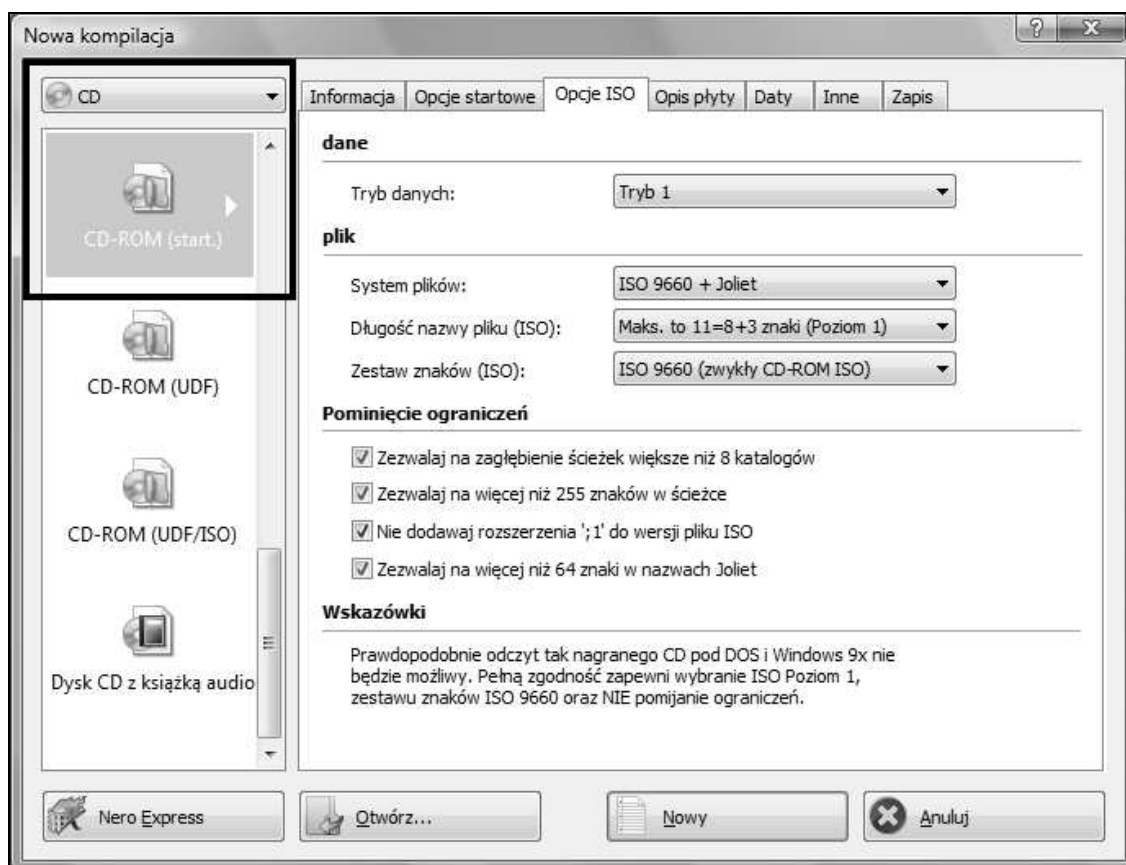 Nowa kompilacja
CD
CD-ROM (start.)
CD-ROM (UDF)
CD-ROM (UDF/ISO)
Dysk CD z książką audio
Informacja
Opcje startowe
Opcje ISO
Opis płyty
Daty
Inne
Zapis
dane
Tryb danych: Tryb 1
plik
System plików: ISO 9660 + Joliet
Długość nazwy pliku (ISO): Maks. to 11=8+3 znaki (Poziom 1)
Zestaw znaków (ISO): ISO 9660 (zwykły CD-ROM ISO)
Pominięcie ograniczeń
Zezwalaj na zagłębienie ścieżek większe niż 8 katalogów
Zezwalaj na więcej niż 255 znaków w ścieżce
Nie dodawaj rozszerzenia ';1' do wersji pliku ISO
Zezwalaj na więcej niż 64 znaki w nazwach Joliet
Wskazówki
Prawdopodobnie odczyt tak nagranego CD pod DOS i Windows 9x nie
będzie możliwy. Pełną zgodność zapewni wybranie ISO Poziom 1,
zestawu znaków ISO 9660 oraz NIE pomijanie ograniczeń.
Nero Express
Otwórz...
Nowy
Anuluj